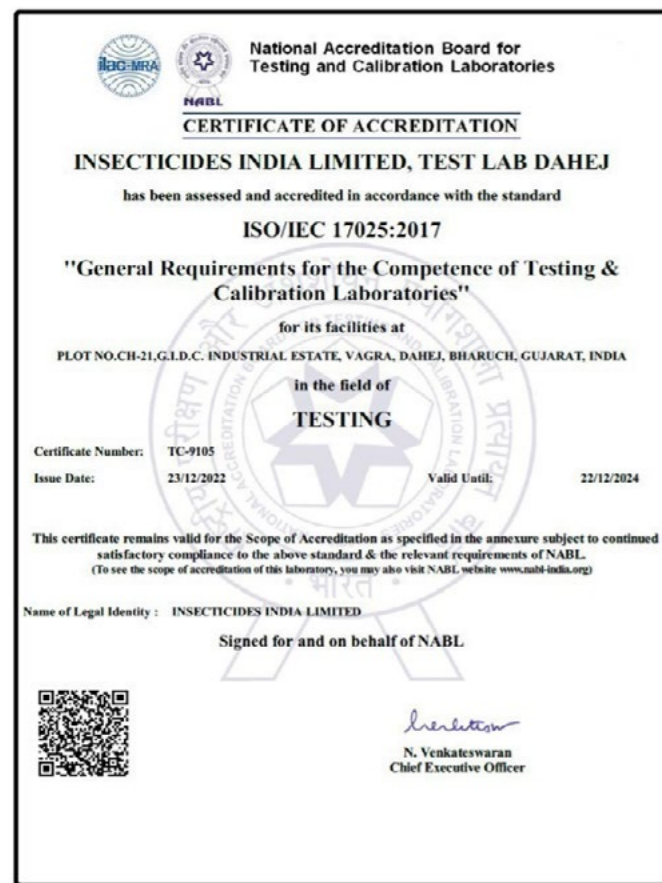 ilac-MRA
NABL
National Accreditation Board for
Testing and Calibration Laboratories
CERTIFICATE OF ACCREDITATION
INSECTICIDES INDIA LIMITED, TEST LAB DAHEJ
has been assessed and accredited in accordance with the standard
ISO/IEC 17025:2017
"General Requirements for the Competence of Testing &
Calibration Laboratories"
for its facilities at
PLOT NO.CH-21,G.I.D.C. INDUSTRIAL ESTATE, VAGRA, DAHEJ, BHARUCH, GUJARAT, INDIA
in the field of
TESTING
Certificate Number: TC-9105
Issue Date: 23/12/2022 Valid Until: 22/12/2024
This certificate remains valid for the Scope of Accreditation as specified in the annexure subject to continued
satisfactory compliance to the above standard & the relevant requirements of NABL.
(To see the scope of accreditation of this laboratory, you may also visit NABL website www.nabl-india.org)
भारत
Name of Legal Identity : INSECTICIDES INDIA LIMITED
Signed for and on behalf of NABL
N. Venkateswaran
Chief Executive Officer